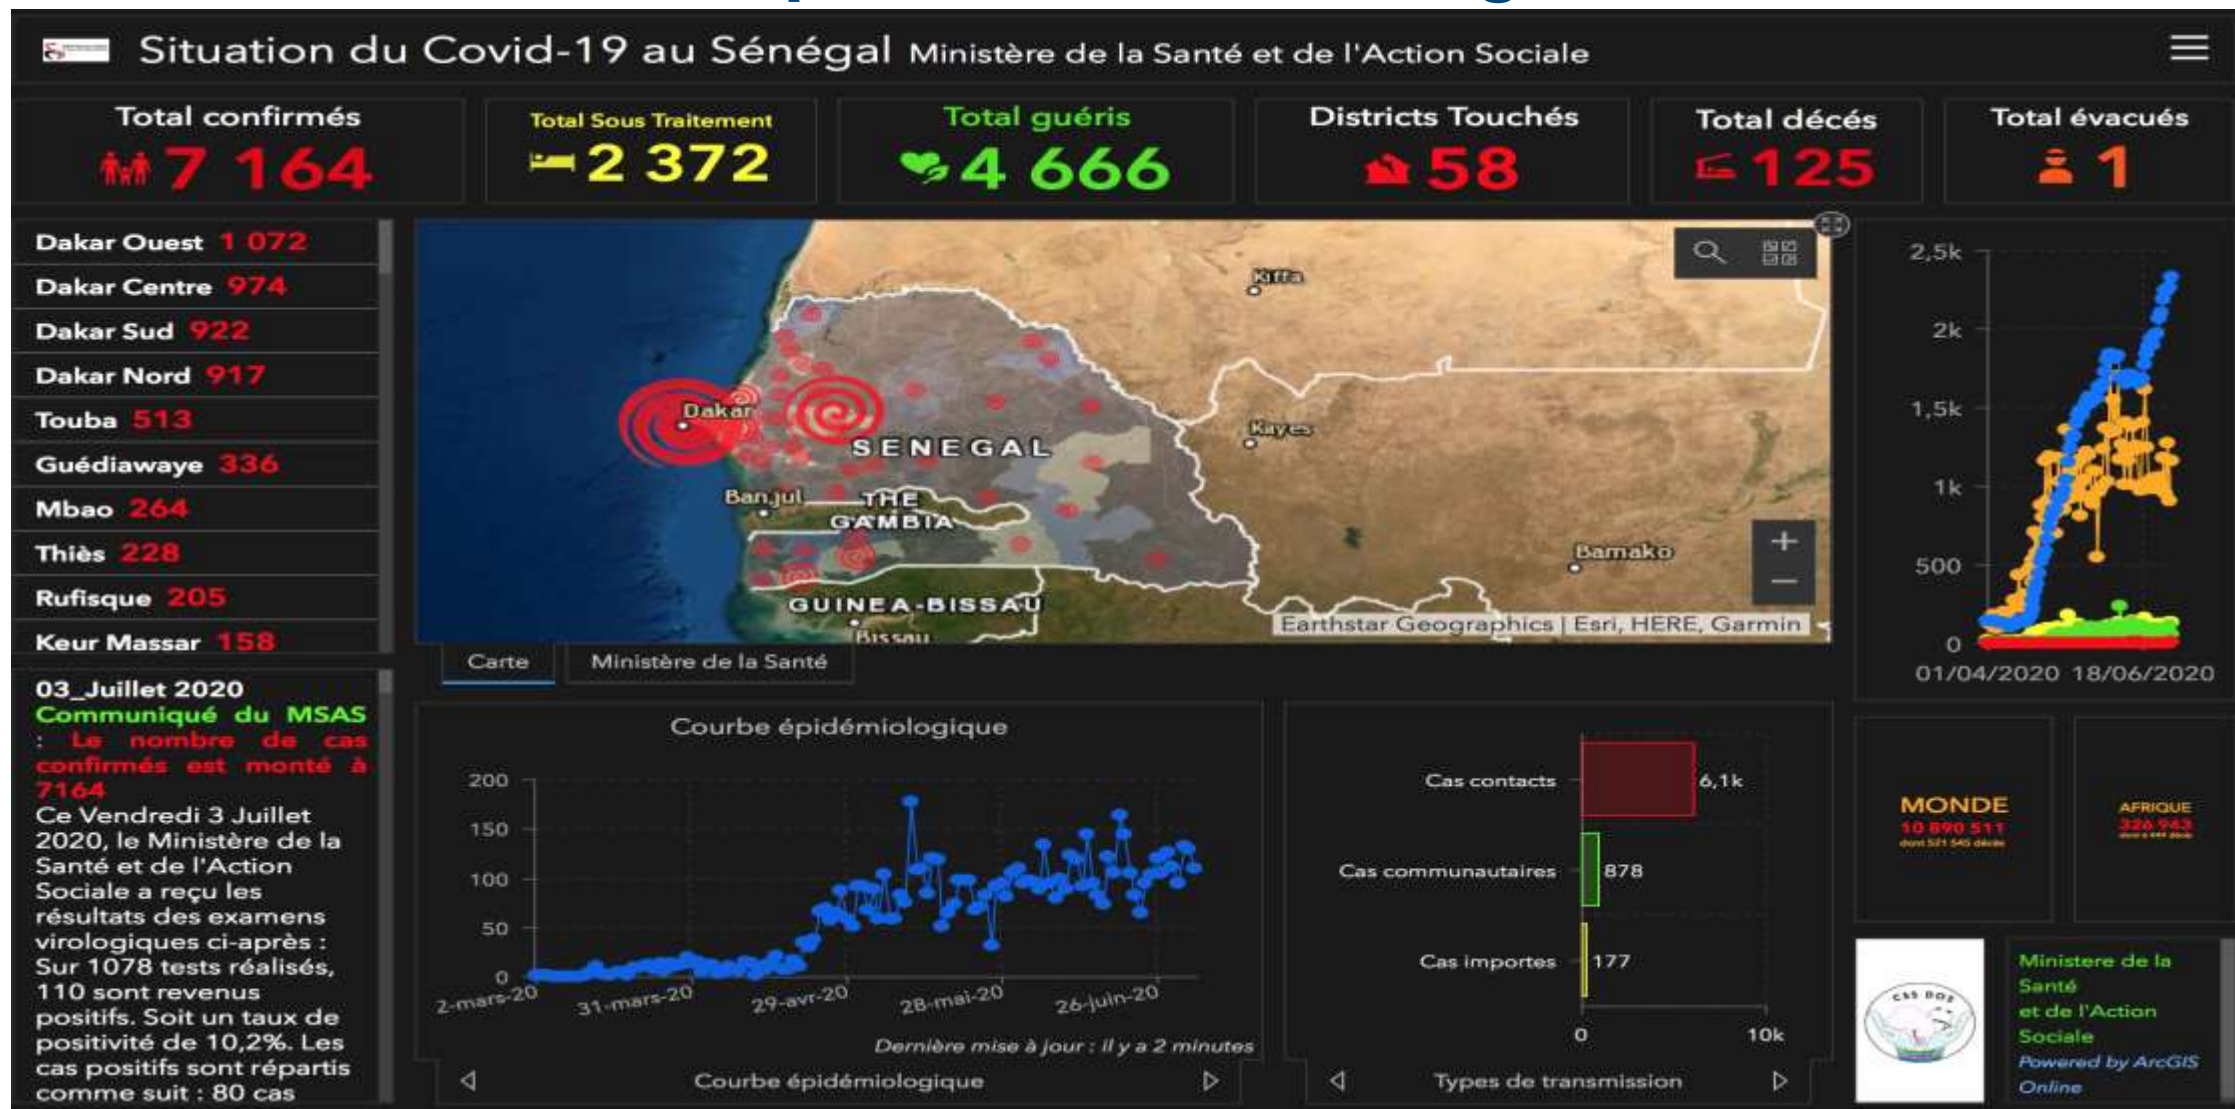 Situation du Covid-19 au Sénégal Ministère de la Santé et de l'Action Sociale
Total confirmés
7 164
Total Sous Traitement
2 372
Total guéris
4 666
Districts Touchés
58
Total décés
125
Total évacués
1
Dakar Ouest 1 072
Dakar Centre 974
Dakar Sud 922
Dakar Nord 917
Touba 513
Guédiawaye 336
Mbao 264
Thiès 228
Rufisque 205
Keur Massar 158
03_Juillet 2020
Communiqué du MSAS
: Le nombre de cas
confirmés est monté à
7164
Ce Vendredi 3 Juillet
2020, le Ministère de la
Santé et de l'Action
Sociale a reçu les
résultats des examens
virologiques ci-après :
Sur 1078 tests réalisés,
110 sont revenus
positifs. Soit un taux de
positivité de 10,2%. Les
cas positifs sont répartis
comme suit : 80 cas
Kiffa
Dakar
Kayes
SENEGAL
Banjul
THE
GAMBIA
Bamako
GUINEA-BISSAU
Bissau
Earthstar Geographics | Esri, HERE, Garmin
Carte
Ministère de la Santé
2,5k
2k
1,5k
1k
500
0
01/04/2020 18/06/2020
Courbe épidémiologique
200
150
100
50
0
2-mars-20
31-mars-20
29-avr-20
28-mai-20
26-juin-20
Dernière mise à jour : il y a 2 minutes
Courbe épidémiologique
Cas contacts
6,1k
Cas communautaires
878
Cas importes
177
0
10k
Types de transmission
MONDE
10 890 511
dont 521 545 décés
AFRIQUE
326 943
Ministere de la
Santé
et de l'Action
Sociale
Powered by ArcGIS
Online